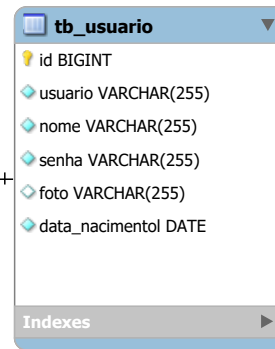 tb_usuario
id BIGINT
usuario VARCHAR(255)
nome VARCHAR(255)
senha VARCHAR(255)
foto VARCHAR(255)
data_nacimentol DATE
Indexes